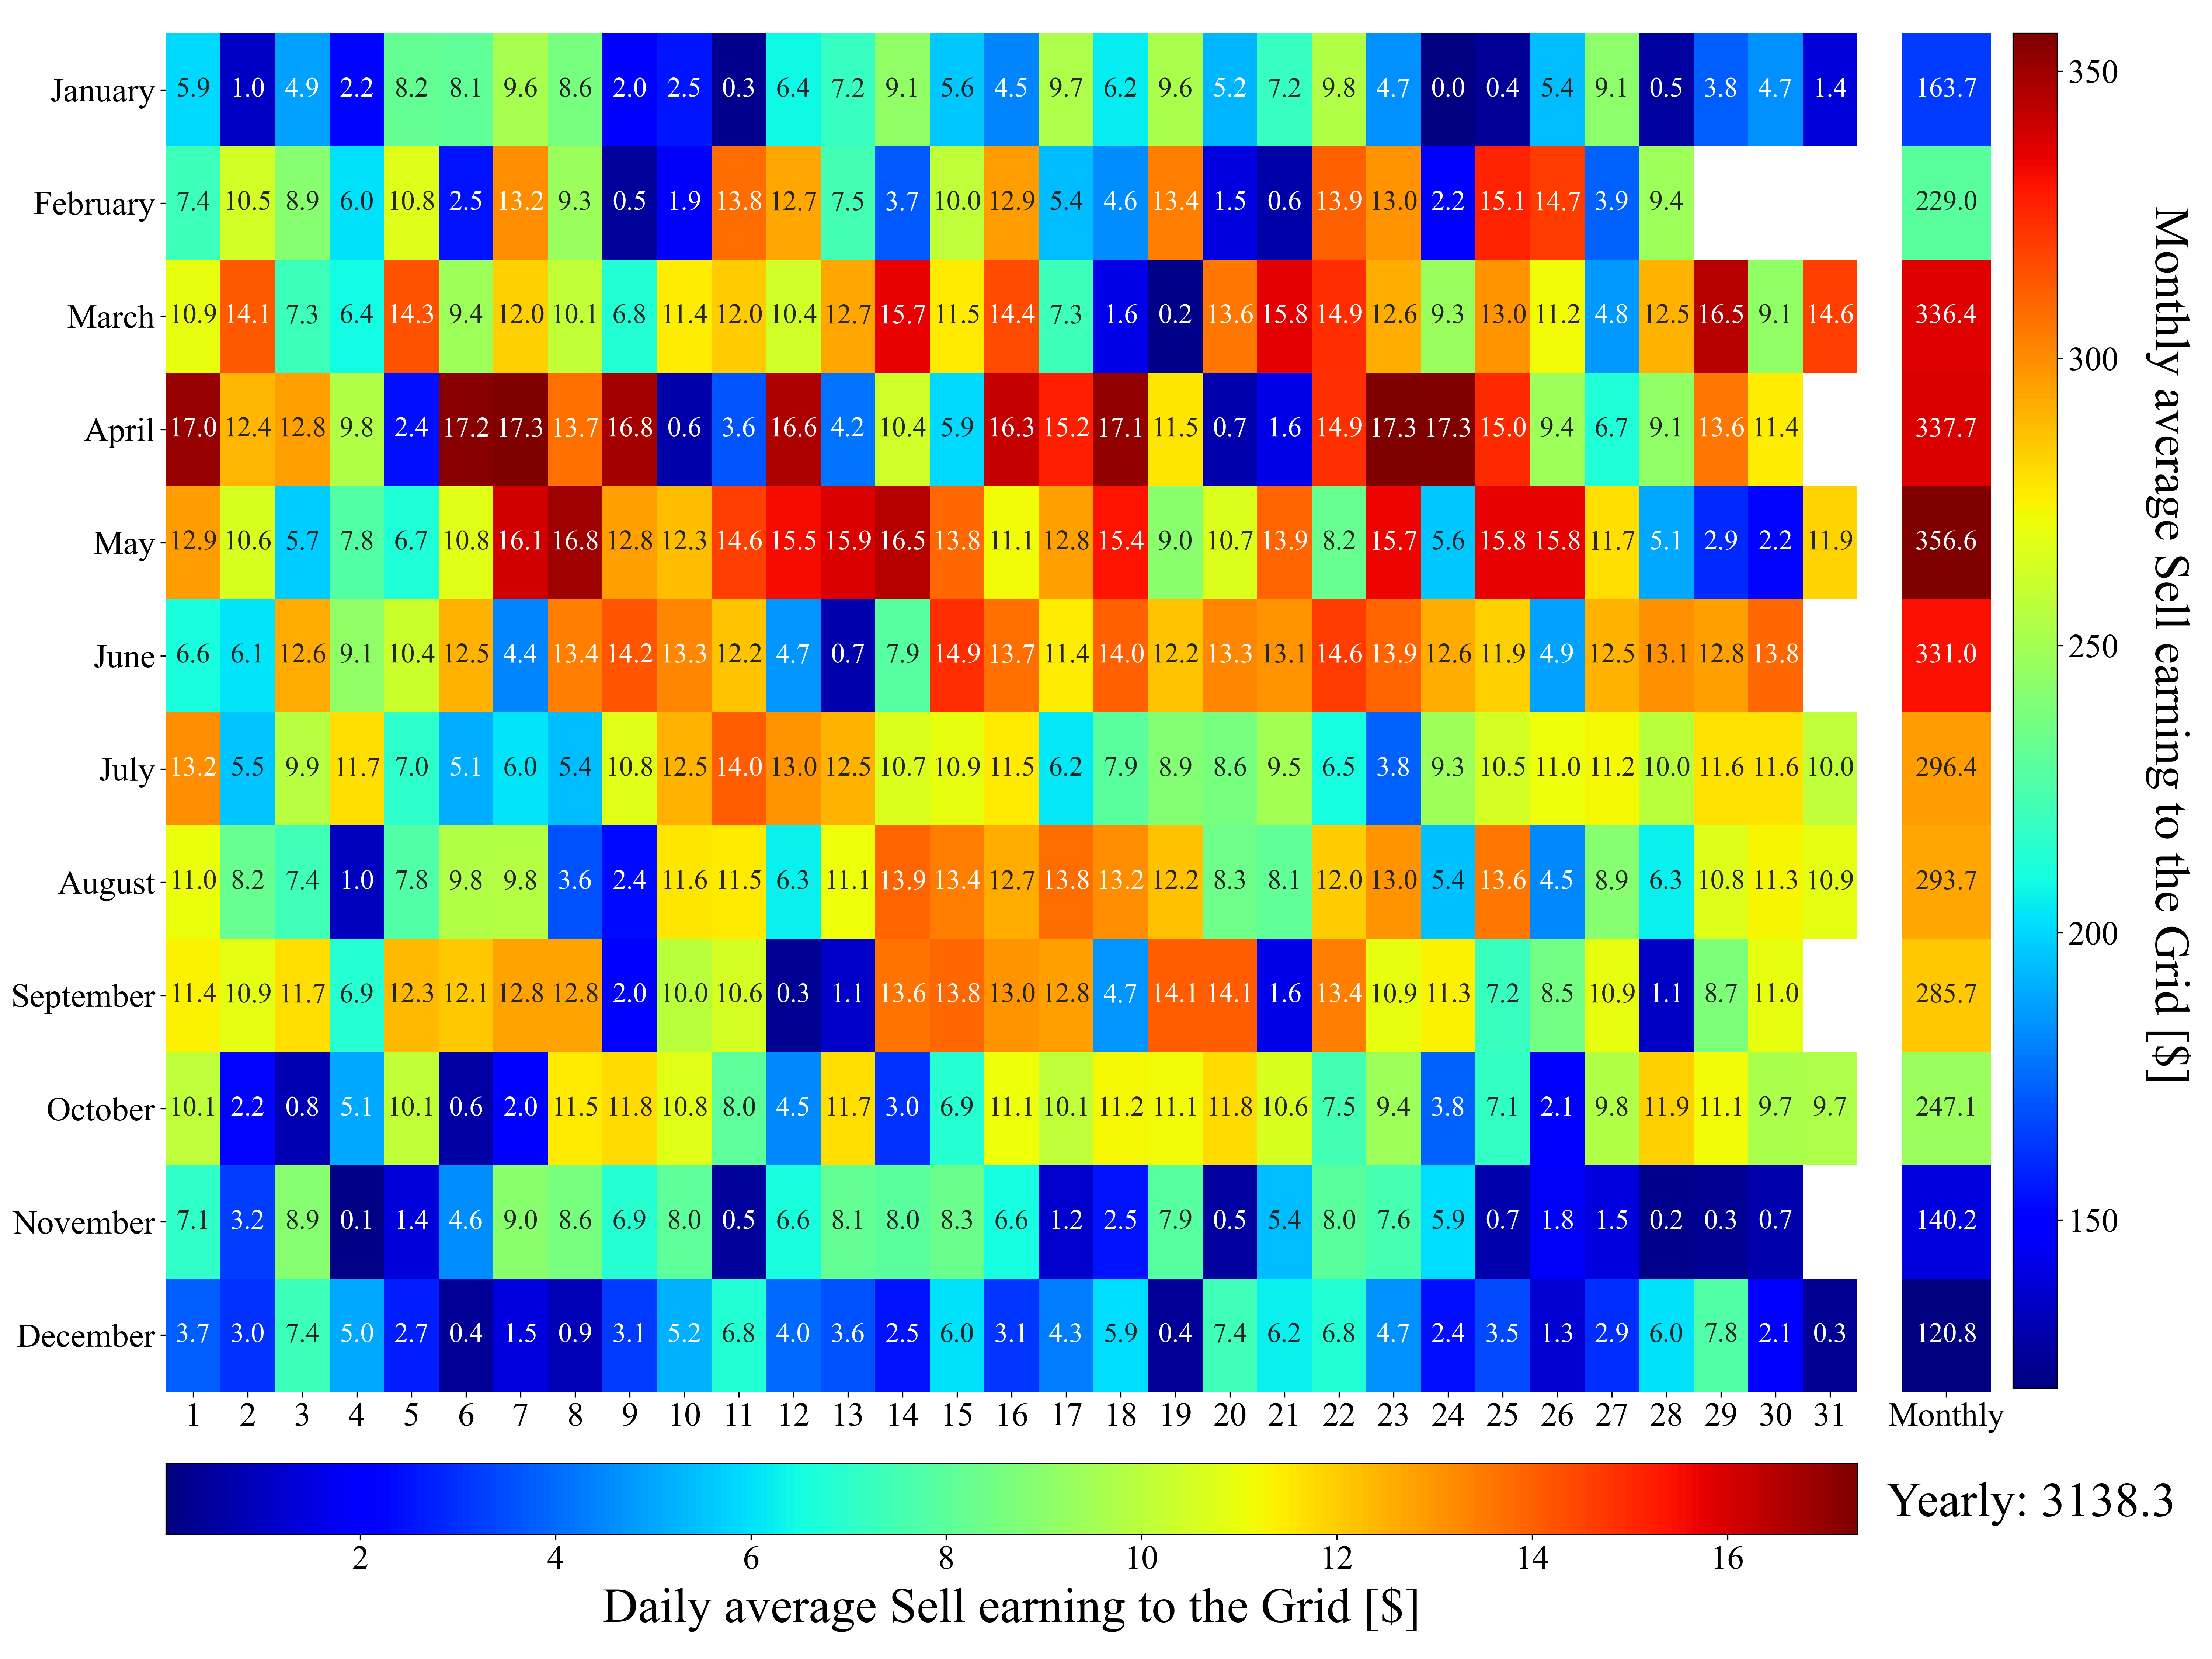 January 5.9 1.0 4.9 2.2 8.2 8.1 9.6 8.6 2.0 2.5 0.3 6.4 7.2 9.1 5.6 4.5 9.7 6.2 9.6 5.2 7.2 9.8 4.7 0.0 0.4 5.4 9.1 0.5 3.8 4.7 1.4 163.7
February 7.4 10.5 8.9 6.0 10.8 2.5 13.2 9.3 0.5 1.9 13.8 12.7 7.5 3.7 10.0 12.9 5.4 4.6 13.4 1.5 0.6 13.9 13.0 2.2 15.1 14.7 3.9 9.4 229.0
March 10.9 14.1 7.3 6.4 14.3 9.4 12.0 10.1 6.8 11.4 12.0 10.4 12.7 15.7 11.5 14.4 7.3 1.6 0.2 13.6 15.8 14.9 12.6 9.3 13.0 11.2 4.8 12.5 16.5 9.1 14.6 336.4
April 17.0 12.4 12.8 9.8 2.4 17.2 17.3 13.7 16.8 0.6 3.6 16.6 4.2 10.4 5.9 16.3 15.2 17.1 11.5 0.7 1.6 14.9 17.3 17.3 15.0 9.4 6.7 9.1 13.6 11.4 337.7
May 12.9 10.6 5.7 7.8 6.7 10.8 16.1 16.8 12.8 12.3 14.6 15.5 15.9 16.5 13.8 11.1 12.8 15.4 9.0 10.7 13.9 8.2 15.7 5.6 15.8 15.8 11.7 5.1 2.9 2.2 11.9 356.6
June 6.6 6.1 12.6 9.1 10.4 12.5 4.4 13.4 14.2 13.3 12.2 4.7 0.7 7.9 14.9 13.7 11.4 14.0 12.2 13.3 13.1 14.6 13.9 12.6 11.9 4.9 12.5 13.1 12.8 13.8 331.0
July 13.2 5.5 9.9 11.7 7.0 5.1 6.0 5.4 10.8 12.5 14.0 13.0 12.5 10.7 10.9 11.5 6.2 7.9 8.9 8.6 9.5 6.5 3.8 9.3 10.5 11.0 11.2 10.0 11.6 11.6 10.0 296.4
August 11.0 8.2 7.4 1.0 7.8 9.8 9.8 3.6 2.4 11.6 11.5 6.3 11.1 13.9 13.4 12.7 13.8 13.2 12.2 8.3 8.1 12.0 13.0 5.4 13.6 4.5 8.9 6.3 10.8 11.3 10.9 293.7
September 11.4 10.9 11.7 6.9 12.3 12.1 12.8 12.8 2.0 10.0 10.6 0.3 1.1 13.6 13.8 13.0 12.8 4.7 14.1 14.1 1.6 13.4 10.9 11.3 7.2 8.5 10.9 1.1 8.7 11.0 285.7
October 10.1 2.2 0.8 5.1 10.1 0.6 2.0 11.5 11.8 10.8 8.0 4.5 11.7 3.0 6.9 11.1 10.1 11.2 11.1 11.8 10.6 7.5 9.4 3.8 7.1 2.1 9.8 11.9 11.1 9.7 9.7 247.1
November 7.1 3.2 8.9 0.1 1.4 4.6 9.0 8.6 6.9 8.0 0.5 6.6 8.1 8.0 8.3 6.6 1.2 2.5 7.9 0.5 5.4 8.0 7.6 5.9 0.7 1.8 1.5 0.2 0.3 0.7 140.2
December 3.7 3.0 7.4 5.0 2.7 0.4 1.5 0.9 3.1 5.2 6.8 4.0 3.6 2.5 6.0 3.1 4.3 5.9 0.4 7.4 6.2 6.8 4.7 2.4 3.5 1.3 2.9 6.0 7.8 2.1 0.3 120.8
1 2 3 4 5 6 7 8 9 10 11 12 13 14 15 16 17 18 19 20 21 22 23 24 25 26 27 28 29 30 31 Monthly
350
300
250
200
150
Monthly average Sell earning to the Grid [$]
2 4 6 8 10 12 14 16
Daily average Sell earning to the Grid [$]
Yearly: 3138.3